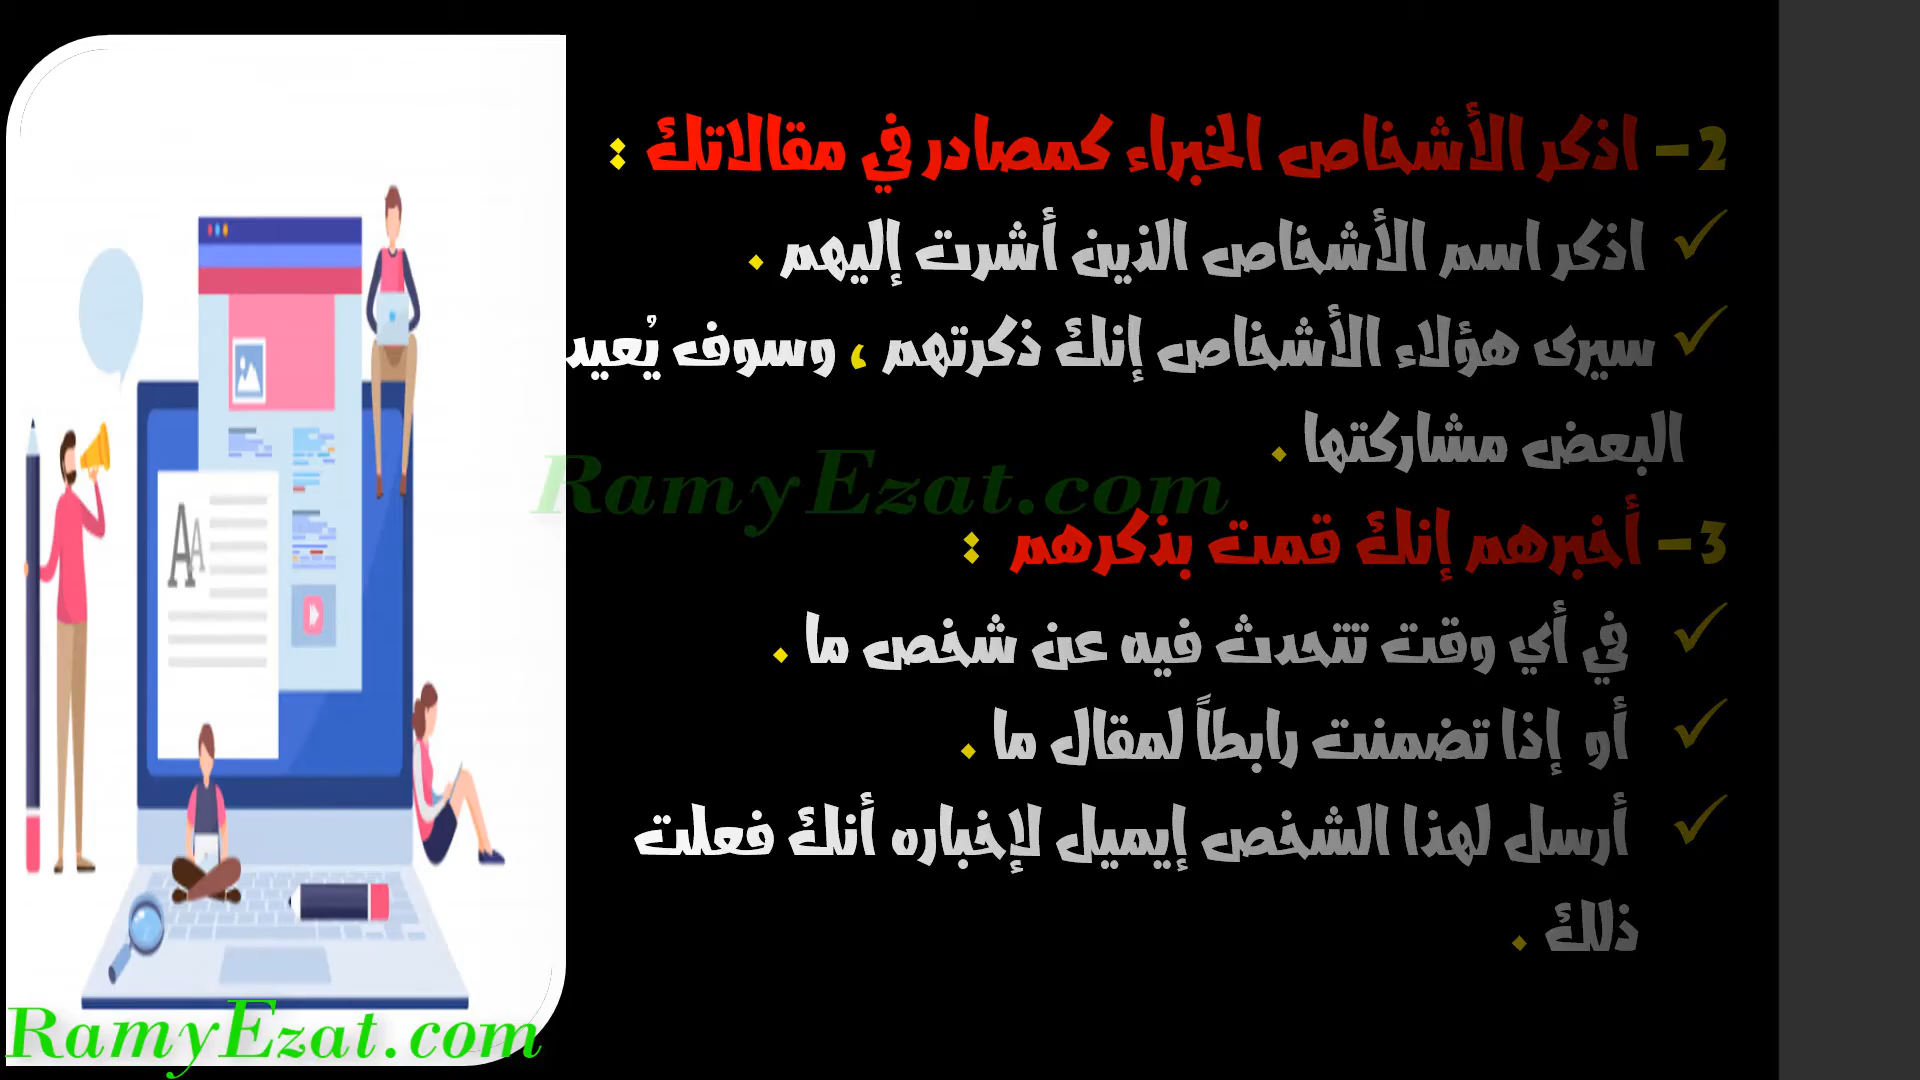 2- اذكر الأشخاص الخبراء كمصادر في مقالاتك :
✓ اذكر اسم الأشخاص الذين أشرت إليهم .
✓ سيرى هؤلاء الأشخاص إنك ذكرتهم , وسوف يُعيد
البعض مشاركتها .
RamyEzat.com
3- أخبرهم إنك قمت بذكرهم :
✓ في أي وقت تتحدث فيه عن شخص ما .
✓ أو إذا تضمنت رابطاً لمقال ما .
✓ أرسل لهذا الشخص إيميل لإخباره أنك فعلت
ذلك .
AA
RamyEzat.com